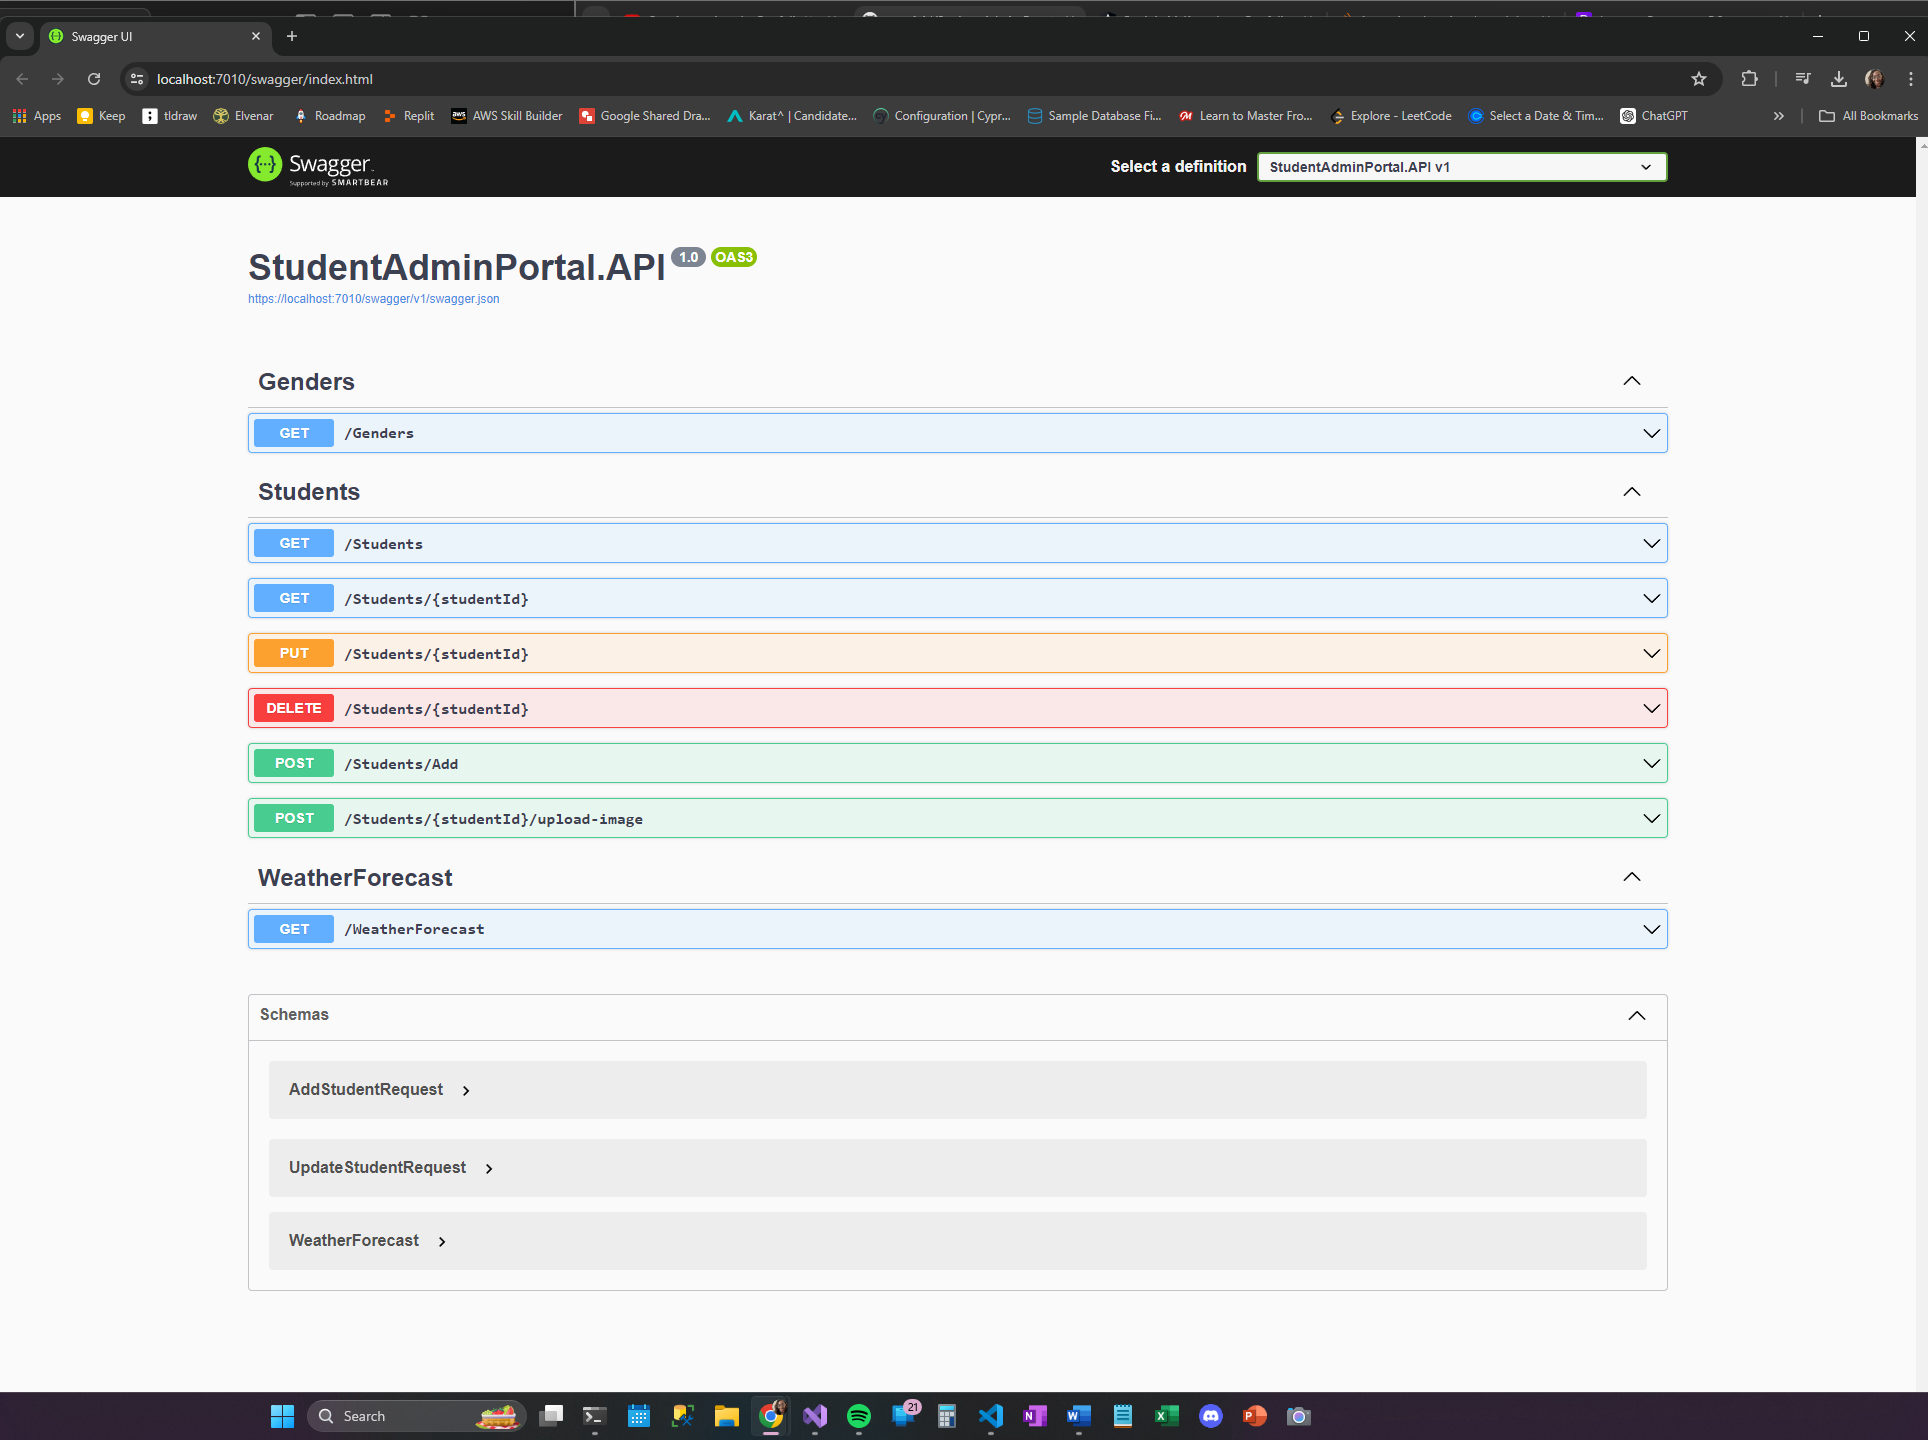 Swagger UI
localhost:7010/swagger/index.html
Apps
Keep
tldraw
Elvenar
Roadmap
Replit
aws
AWS Skill Builder
Google Shared Dra...
Karat^ | Candidate...
Configuration | Cypr...
Sample Database Fi...
Learn to Master Fro...
Explore - LeetCode
Select a Date & Tim...
ChatGPT
All Bookmarks
Swagger
Supported by SMARTBEAR
Select a definition
StudentAdminPortal.API v1
StudentAdminPortal.API 1.0 OAS3
https://localhost:7010/swagger/v1/swagger.json
Genders
GET /Genders
Students
GET /Students
GET /Students/{studentId}
PUT /Students/{studentId}
DELETE /Students/{studentId}
POST /Students/Add
POST /Students/{studentId}/upload-image
WeatherForecast
GET /WeatherForecast
Schemas
AddStudentRequest
UpdateStudentRequest
WeatherForecast
Search
21